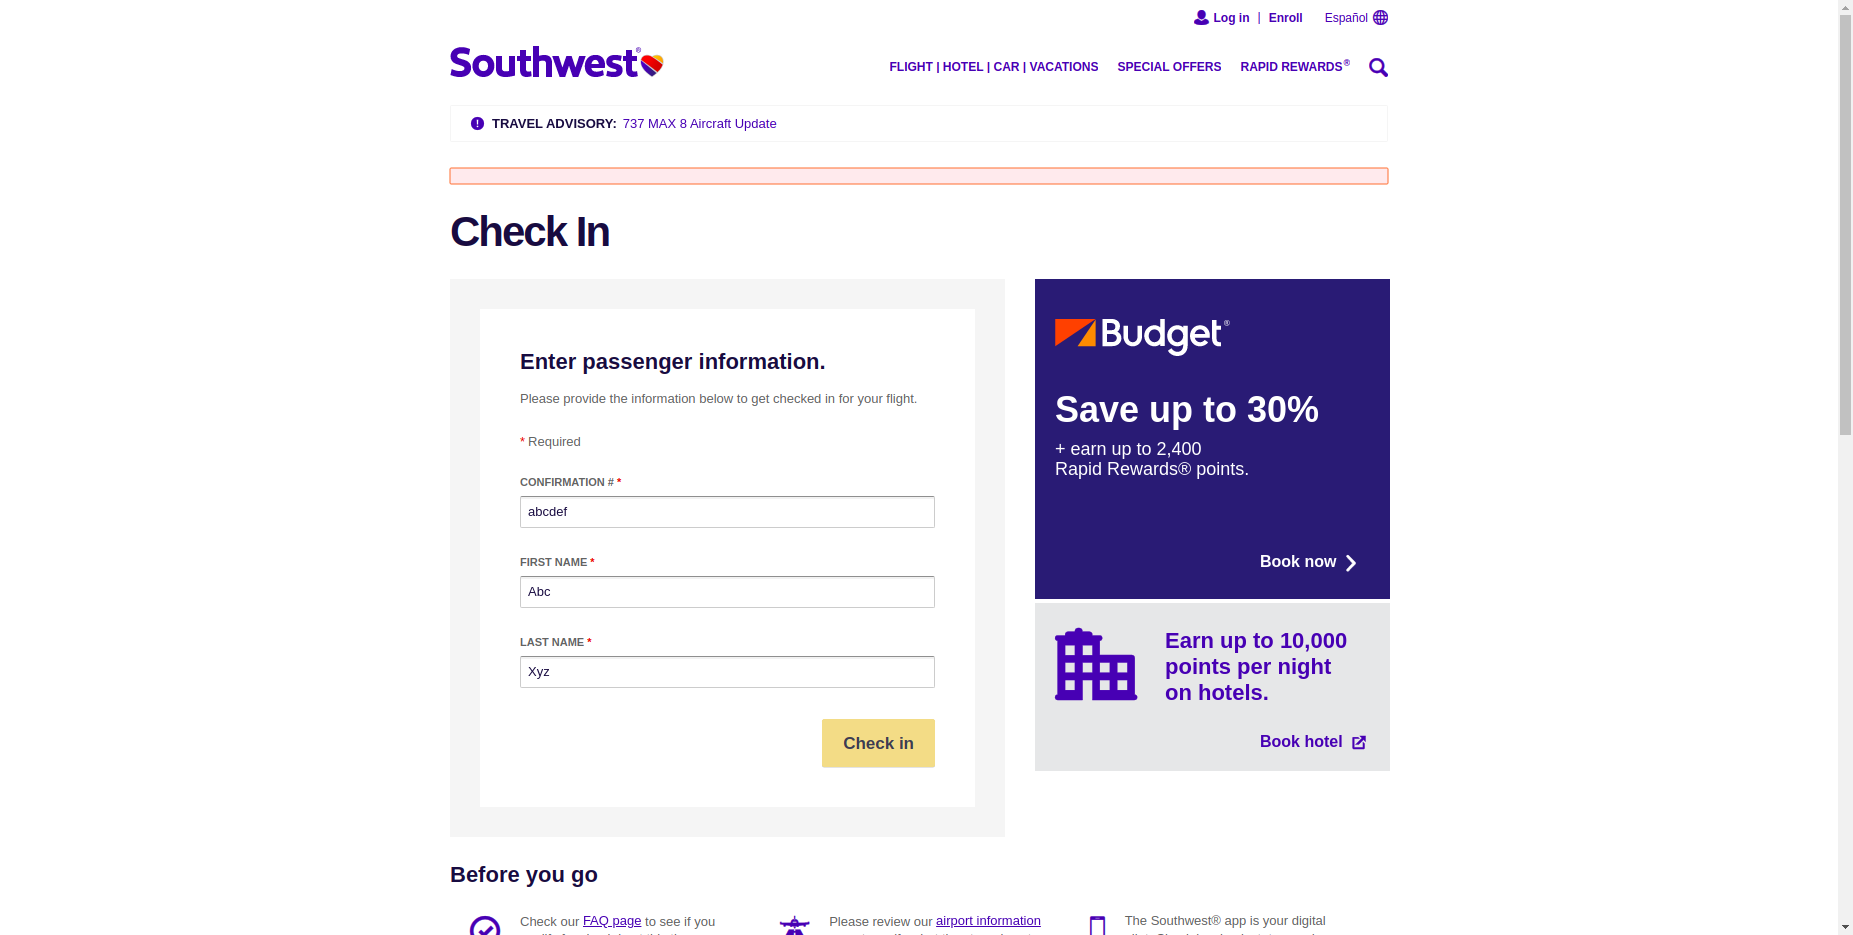 Log in | Enroll Español
Southwest®
FLIGHT | HOTEL | CAR | VACATIONS SPECIAL OFFERS RAPID REWARDS®
TRAVEL ADVISORY: 737 MAX 8 Aircraft Update
Check In
Enter passenger information.
Please provide the information below to get checked in for your flight.
* Required
CONFIRMATION # *
abcdef
FIRST NAME *
Abc
LAST NAME *
Xyz
Check in
Budget®
Save up to 30%
+ earn up to 2,400
Rapid Rewards® points.
Book now
Earn up to 10,000
points per night
on hotels.
Book hotel
Before you go
Check our FAQ page to see if you
Please review our airport information
The Southwest® app is your digital